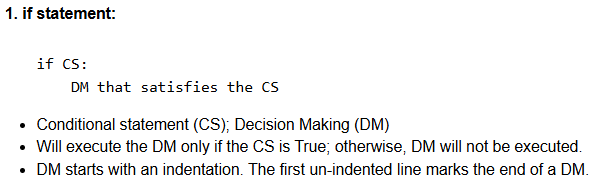 1. if statement:
if CS:
    DM that satisfies the CS
• Conditional statement (CS); Decision Making (DM)
• Will execute the DM only if the CS is True; otherwise, DM will not be executed.
• DM starts with an indentation. The first un-indented line marks the end of a DM.